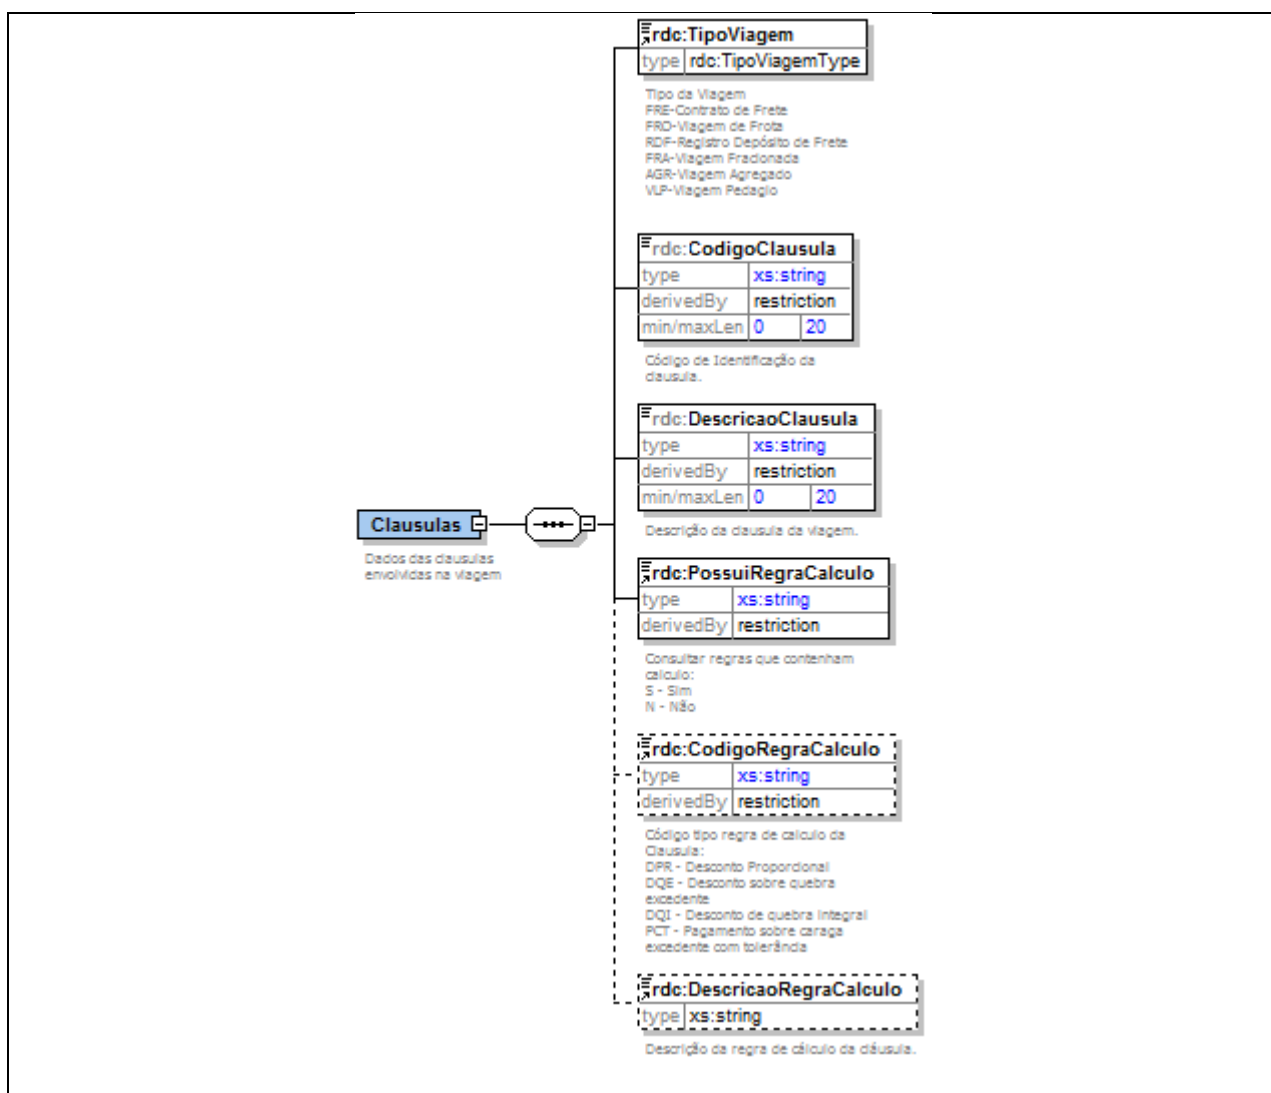 rdc:TipoViagem
type rdc:TipoViagemType
Tipo da Viagem
FRE-Contrato de Frete
FRO-Viagem de Frota
RDF-Registro Depósito de Frete
FRA-Viagem Fracionada
AGR-Viagem Agregado
VLP-Viagem Pedagio
rdc:CodigoClausula
type xs:string
derivedBy restriction
min/maxLen 0 20
Código de Identificação da
clausula.
rdc:DescricaoClausula
type xs:string
derivedBy restriction
min/maxLen 0 20
Descrição da clausula da viagem.
Clausulas
Dados das clausulas
envolvidas na viagem
rdc:PossuiRegraCalculo
type xs:string
derivedBy restriction
Consultar regras que contenham
calculo:
S - Sim
N - Não
rdc:CodigoRegraCalculo
type xs:string
derivedBy restriction
Código tipo regra de calculo da
Clausula:
DPR - Desconto Proporcional
DQE - Desconto sobre quebra
excedente
DQI - Desconto de quebra Integral
PCT - Pagamento sobre caraga
excedente com tolerância
rdc:DescricaoRegraCalculo
type xs:string
Descrição da regra de cálculo da cláusula.